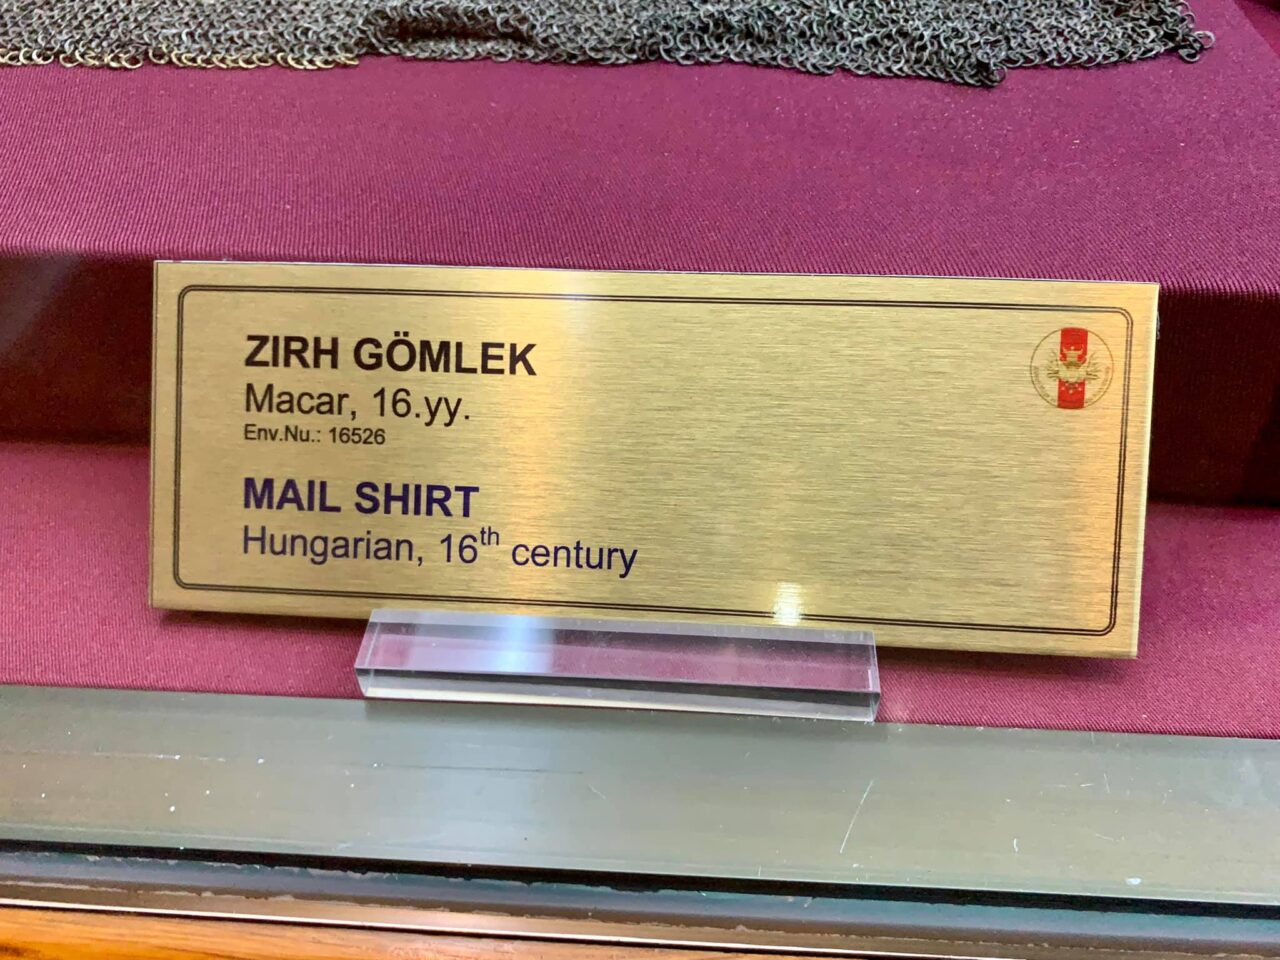 ZIRH GÖMLEK
Macar, 16.yy.
Env.Nu.: 16526
MAIL SHIRT
Hungarian, 16th century